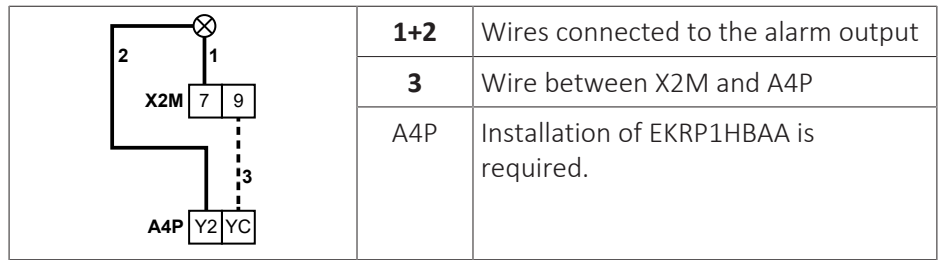 2
1
X2M 7 9
3
A4P Y2 YC
1+2 Wires connected to the alarm output
3 Wire between X2M and A4P
A4P Installation of EKRP1HBAA is
required.